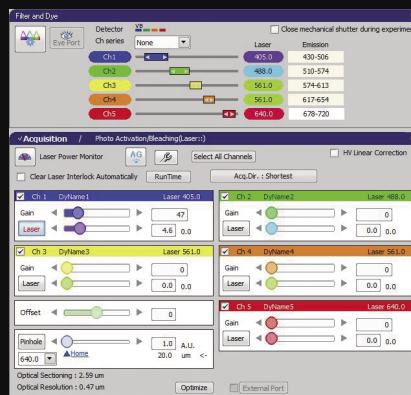 Filter and Dye
Eye Port
Detector
VB
Close mechanical shutter during experiment
Ch series
None
Laser
Emission
Ch1
405.0
430-506
Ch2
488.0
510-574
Ch3
561.0
574-613
Ch4
561.0
617-654
Ch5
640.0
678-720
Acquisition / Photo Activation/Bleaching(Laser::)
Laser Power Monitor
AG
Select All Channels
HV Linear Correction
Clear Laser Interlock Automatically
RunTime
Acq.Dir. : Shortest
Ch 1 DyName1 Laser 405.0
Gain 47
Laser 4.6 0.0
Ch 2 DyName2 Laser 488.0
Gain 0
Laser 0.0 0.0
Ch 3 DyName3 Laser 561.0
Gain 0
Laser 0.0 0.0
Ch 4 DyName4 Laser 561.0
Gain 0
Laser 0.0 0.0
Offset 0
Ch 5 DyName5 Laser 640.0
Gain 0
Laser 0.0 0.0
Pinhole 1.0 A.U.
640.0 Home 20.0 um <-
Optical Sectioning : 2.59 um
Optical Resolution : 0.47 um
Optimize
External Port